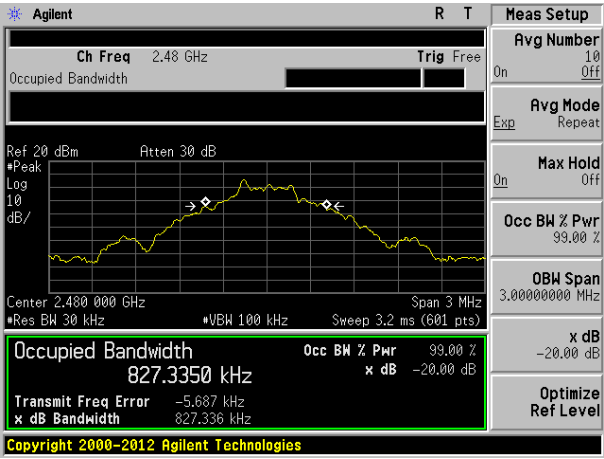 Agilent R T Meas Setup
Ch Freq 2.48 GHz Trig Free
Occupied Bandwidth
Avg Number
10
On Off
Avg Mode
Exp Repeat
Max Hold
On Off
Occ BW % Pwr
99.00 %
OBW Span
3.00000000 MHz
x dB
-20.00 dB
Optimize
Ref Level
Ref 20 dBm Atten 30 dB
#Peak
Log
10
dB/
Center 2.480 000 GHz Span 3 MHz
#Res BW 30 kHz #VBW 100 kHz Sweep 3.2 ms (601 pts)
Occupied Bandwidth Occ BW % Pwr 99.00 %
827.3350 kHz x dB -20.00 dB
Transmit Freq Error -5.687 kHz
x dB Bandwidth 827.336 kHz
Copyright 2000-2012 Agilent Technologies